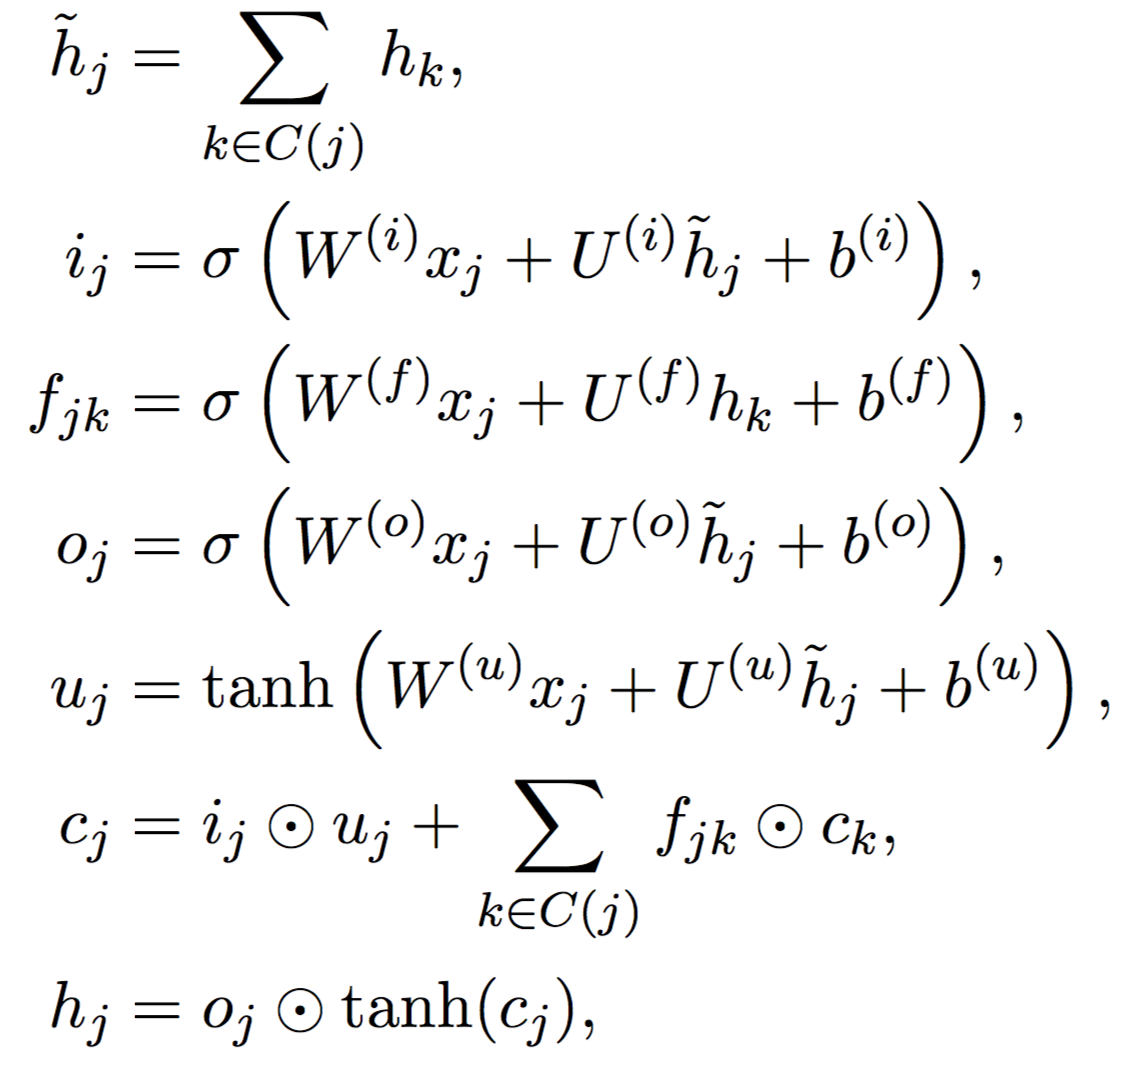 h̃_j = ∑_{k∈C(j)} h_k,
i_j = σ(W^{(i)} x_j + U^{(i)} h̃_j + b^{(i)}),
f_{jk} = σ(W^{(f)} x_j + U^{(f)} h_k + b^{(f)}),
o_j = σ(W^{(o)} x_j + U^{(o)} h̃_j + b^{(o)}),
u_j = tanh(W^{(u)} x_j + U^{(u)} h̃_j + b^{(u)}),
c_j = i_j ⊙ u_j + ∑_{k∈C(j)} f_{jk} ⊙ c_k,
h_j = o_j ⊙ tanh(c_j),